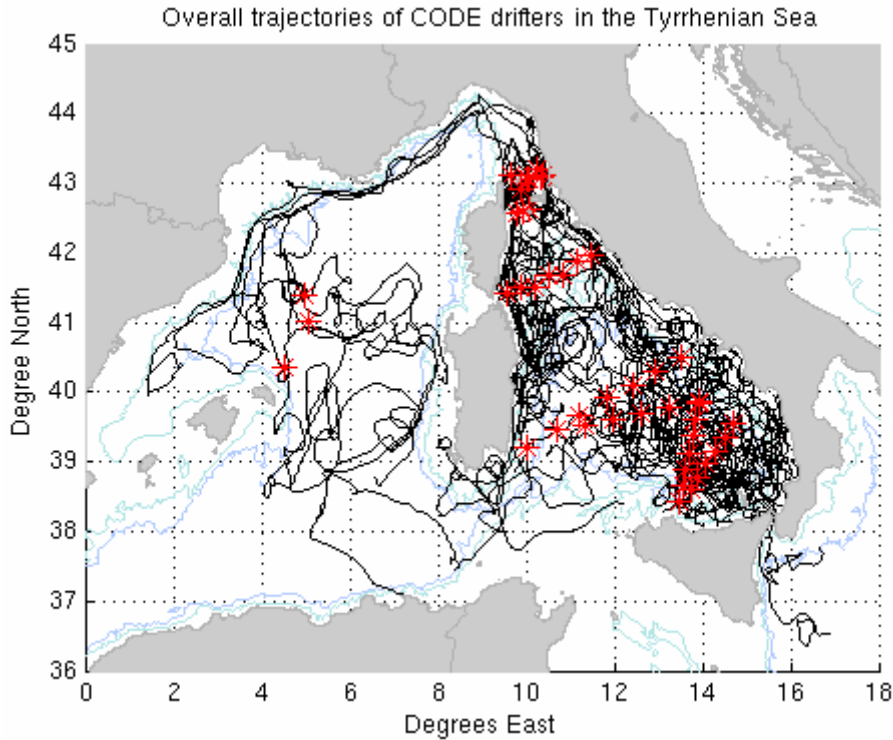 Overall trajectories of CODE drifters in the Tyrrhenian Sea
45
44
43
42
41
40
39
38
37
36
Degree North
0 2 4 6 8 10 12 14 16 18
Degrees East